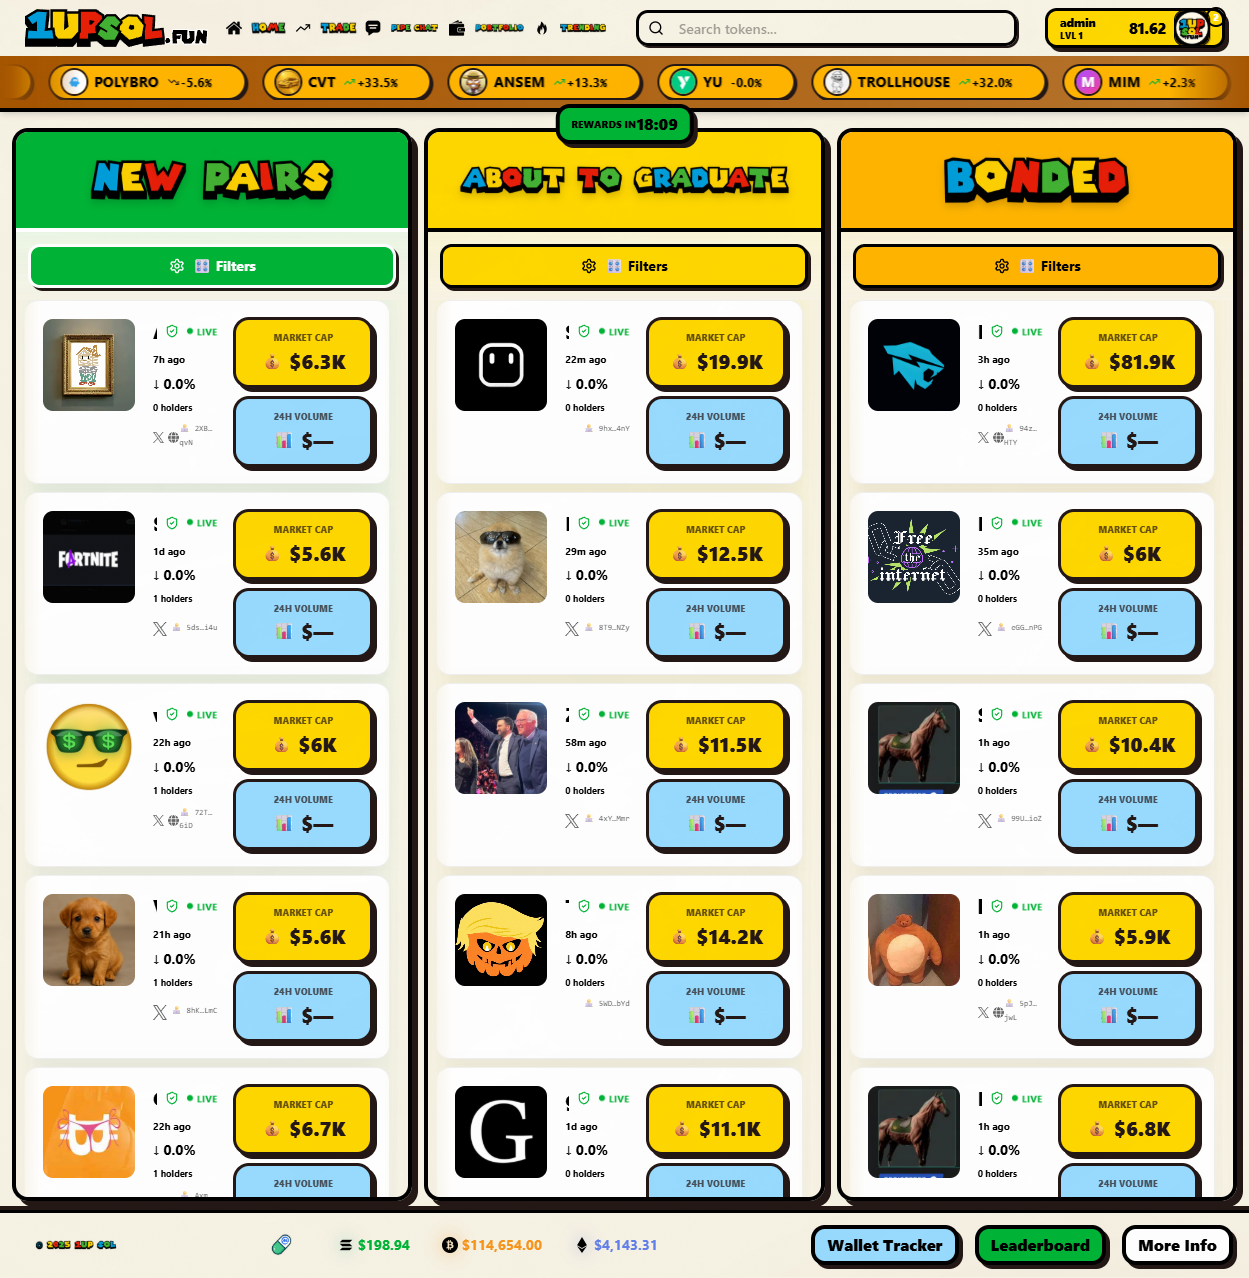 1UPSOL.FUN
HOME
TRADE
PIPE CHAT
PORTFOLIO
TRENDING
Search tokens...
admin
LVL 1
81.62
POLYBRO -5.6%
CVT +33.5%
ANSEM +13.3%
YU -0.0%
TROLLHOUSE +32.0%
MIM +2.3%
REWARDS IN 18:09
NEW PAIRS
Filters
LIVE
7h ago
↓ 0.0%
0 holders
2XB…qvN
MARKET CAP
$6.3K
24H VOLUME
$—
FORTNITE
LIVE
1d ago
↓ 0.0%
1 holders
5ds…i4u
MARKET CAP
$5.6K
24H VOLUME
$—
LIVE
22h ago
↓ 0.0%
1 holders
72T…6iD
MARKET CAP
$6K
24H VOLUME
$—
LIVE
21h ago
↓ 0.0%
1 holders
8hK…LmC
MARKET CAP
$5.6K
24H VOLUME
$—
LIVE
22h ago
↓ 0.0%
1 holders
MARKET CAP
$6.7K
24H VOLUME
ABOUT TO GRADUATE
Filters
LIVE
22m ago
↓ 0.0%
0 holders
9hx…4nY
MARKET CAP
$19.9K
24H VOLUME
$—
LIVE
29m ago
↓ 0.0%
0 holders
8T9…NZy
MARKET CAP
$12.5K
24H VOLUME
$—
LIVE
58m ago
↓ 0.0%
0 holders
4xY…Mmr
MARKET CAP
$11.5K
24H VOLUME
$—
LIVE
8h ago
↓ 0.0%
0 holders
5WD…bYd
MARKET CAP
$14.2K
24H VOLUME
$—
G
LIVE
1d ago
↓ 0.0%
0 holders
MARKET CAP
$11.1K
24H VOLUME
BONDED
Filters
LIVE
3h ago
↓ 0.0%
0 holders
94z…HTY
MARKET CAP
$81.9K
24H VOLUME
$—
Free
the
internet
LIVE
35m ago
↓ 0.0%
0 holders
oGG…nPG
MARKET CAP
$6K
24H VOLUME
$—
LIVE
1h ago
↓ 0.0%
0 holders
99U…ioZ
MARKET CAP
$10.4K
24H VOLUME
$—
LIVE
1h ago
↓ 0.0%
0 holders
5pJ…jwL
MARKET CAP
$5.9K
24H VOLUME
$—
LIVE
1h ago
↓ 0.0%
0 holders
MARKET CAP
$6.8K
24H VOLUME
© 2025 1UP SOL
$198.94
$114,654.00
$4,143.31
Wallet Tracker
Leaderboard
More Info